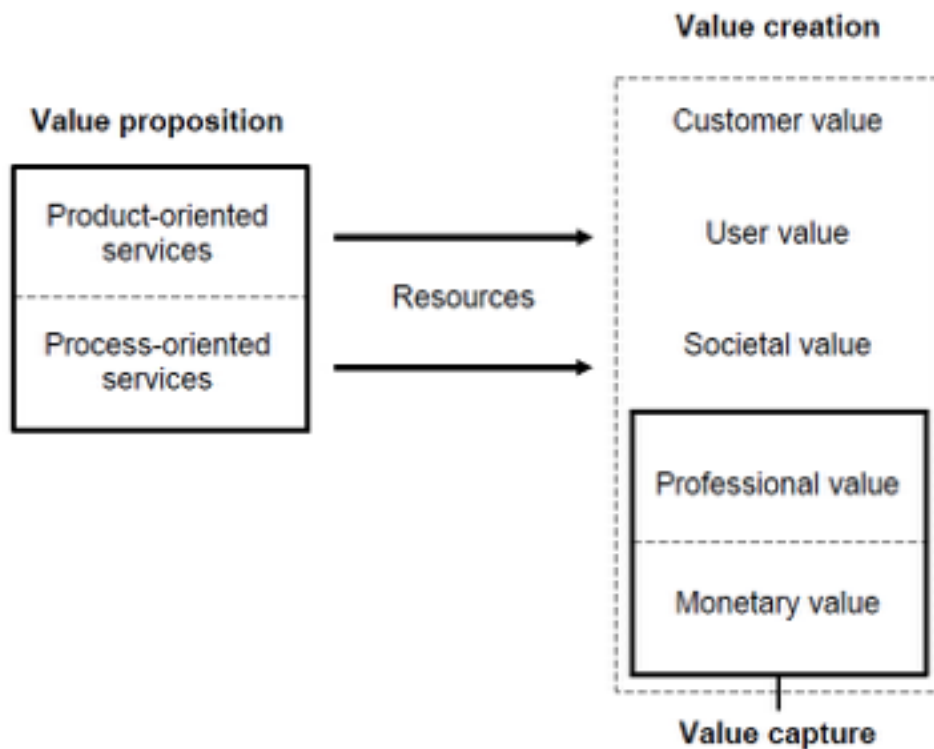 Value creation
Customer value
Value proposition
Product-oriented
services
User value
Resources
Process-oriented
services
Societal value
Professional value
Monetary value
Value capture